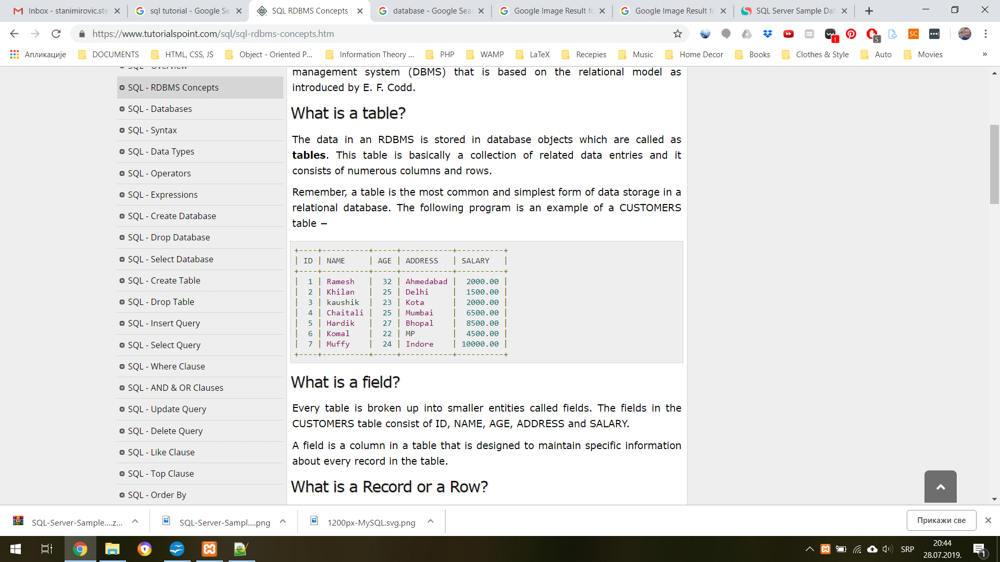 Inbox - stanimirovic.ste
sql tutorial - Google Se
SQL RDBMS Concepts
database - Google Sea
Google Image Result fo
Google Image Result fo
SQL Server Sample Dat
https://www.tutorialspoint.com/sql/sql-rdbms-concepts.htm
1
5
SC
Апликације
DOCUMENTS
HTML, CSS, JS
Object - Oriented P...
Information Theory ...
PHP
WAMP
LaTeX
Recepies
Music
Home Decor
Books
Clothes & Style
Auto
Movies
»
SQL - Overview
SQL - RDBMS Concepts
SQL - Databases
SQL - Syntax
SQL - Data Types
SQL - Operators
SQL - Expressions
SQL - Create Database
SQL - Drop Database
SQL - Select Database
SQL - Create Table
SQL - Drop Table
SQL - Insert Query
SQL - Select Query
SQL - Where Clause
SQL - AND & OR Clauses
SQL - Update Query
SQL - Delete Query
SQL - Like Clause
SQL - Top Clause
SQL - Order By
management system (DBMS) that is based on the relational model as
introduced by E. F. Codd.
What is a table?
The data in an RDBMS is stored in database objects which are called as
tables. This table is basically a collection of related data entries and it
consists of numerous columns and rows.
Remember, a table is the most common and simplest form of data storage in a
relational database. The following program is an example of a CUSTOMERS
table −
+----+----------+-----+-----------+----------+
| ID | NAME     | AGE | ADDRESS   | SALARY   |
+----+----------+-----+-----------+----------+
|  1 | Ramesh   |  32 | Ahmedabad |  2000.00 |
|  2 | Khilan   |  25 | Delhi     |  1500.00 |
|  3 | kaushik  |  23 | Kota      |  2000.00 |
|  4 | Chaitali |  25 | Mumbai    |  6500.00 |
|  5 | Hardik   |  27 | Bhopal    |  8500.00 |
|  6 | Komal    |  22 | MP        |  4500.00 |
|  7 | Muffy    |  24 | Indore    | 10000.00 |
+----+----------+-----+-----------+----------+
What is a field?
Every table is broken up into smaller entities called fields. The fields in the
CUSTOMERS table consist of ID, NAME, AGE, ADDRESS and SALARY.
A field is a column in a table that is designed to maintain specific information
about every record in the table.
What is a Record or a Row?
SQL-Server-Sample....z...
SQL-Server-Sampl....png
1200px-MySQL.svg.png
Прикажи све
SRP
20:44
28.07.2019.
1